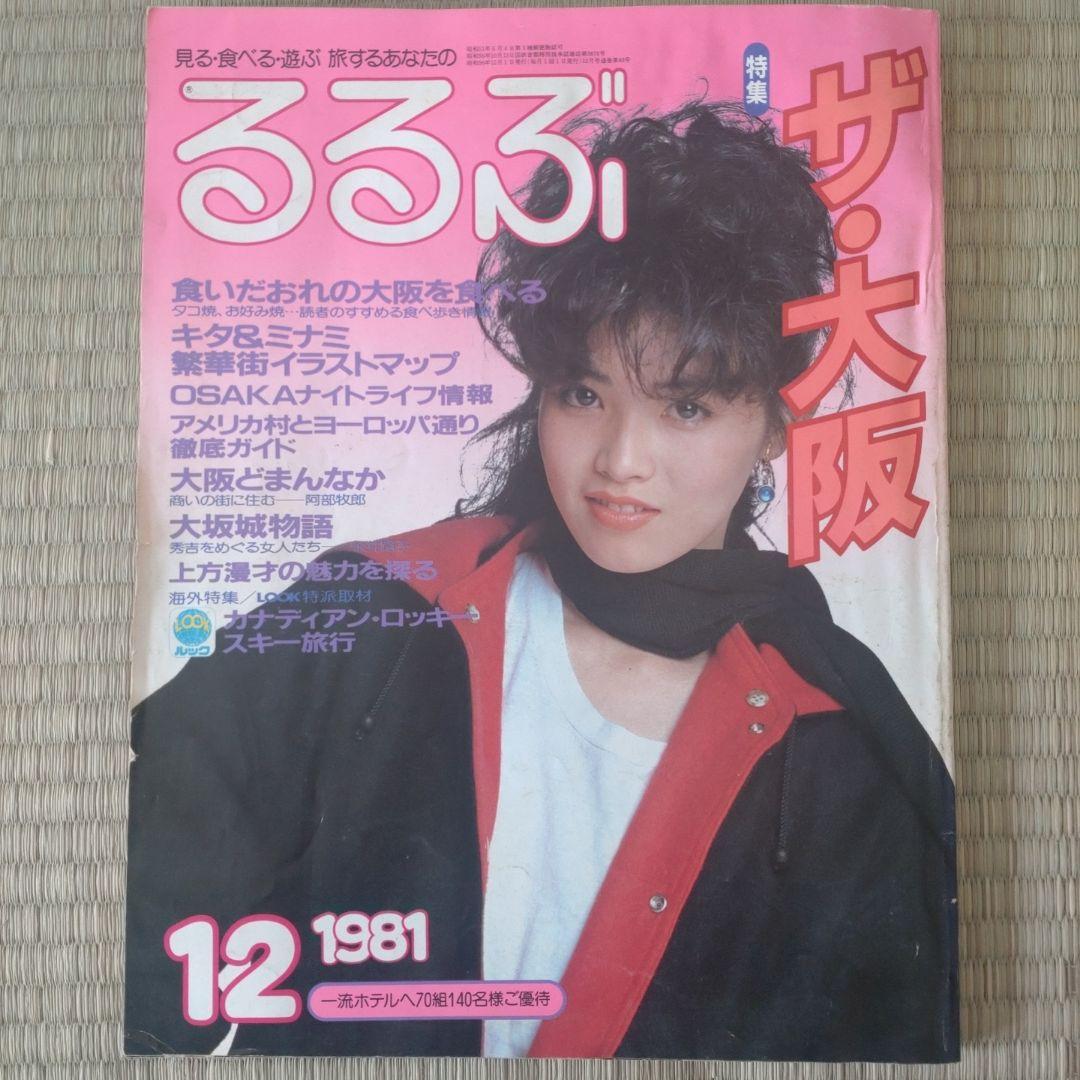 見る・食べる・遊ぶ 旅するあなたの
るるぶ
®
特集
ザ・大阪
食いだおれの大阪を食べる
タコ焼、お好み焼…読者のすすめる食べ歩き情報
キタ&ミナミ
繁華街イラストマップ
OSAKAナイトライフ情報
アメリカ村とヨーロッパ通り
徹底ガイド
大阪どまんなか
商いの街に住む――阿部牧郎
大坂城物語
秀吉をめぐる女人たち
上方漫才の魅力を探る
海外特集/LOOK特派取材
LOOK
ルック
カナディアン・ロッキー
スキー旅行
12 1981
一流ホテルへ70組140名様ご優待